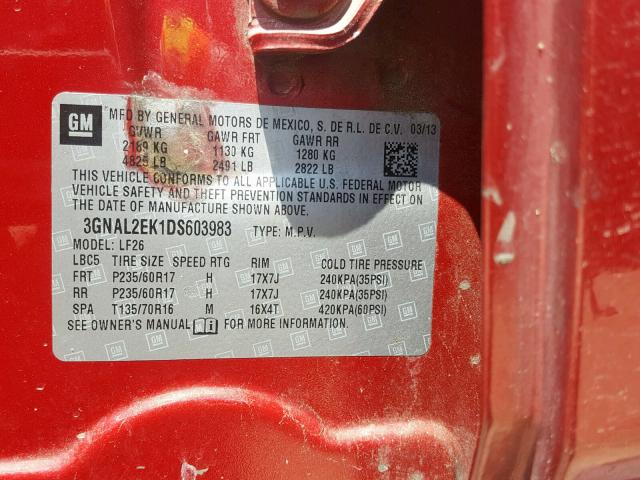 GM
MFD BY GENERAL MOTORS DE MEXICO, S. DE R.L. DE C.V. 03/13
GVWR GAWR FRT GAWR RR
2189 KG 1130 KG 1280 KG
4825 LB 2491 LB 2822 LB
THIS VEHICLE CONFORMS TO ALL APPLICABLE U.S. FEDERAL MOTOR
VEHICLE SAFETY AND THEFT PREVENTION STANDARDS IN EFFECT ON
THE DATE OF MANUFACTURE SHOWN ABOVE.
3GNAL2EK1DS603983 TYPE: M.P.V.
MODEL: LF26
LBC5 TIRE SIZE SPEED RTG RIM COLD TIRE PRESSURE
FRT P235/60R17 H 17X7J 240KPA(35PSI)
RR P235/60R17 H 17X7J 240KPA(35PSI)
SPA T135/70R16 M 16X4T 420KPA(60PSI)
SEE OWNER'S MANUAL FOR MORE INFORMATION